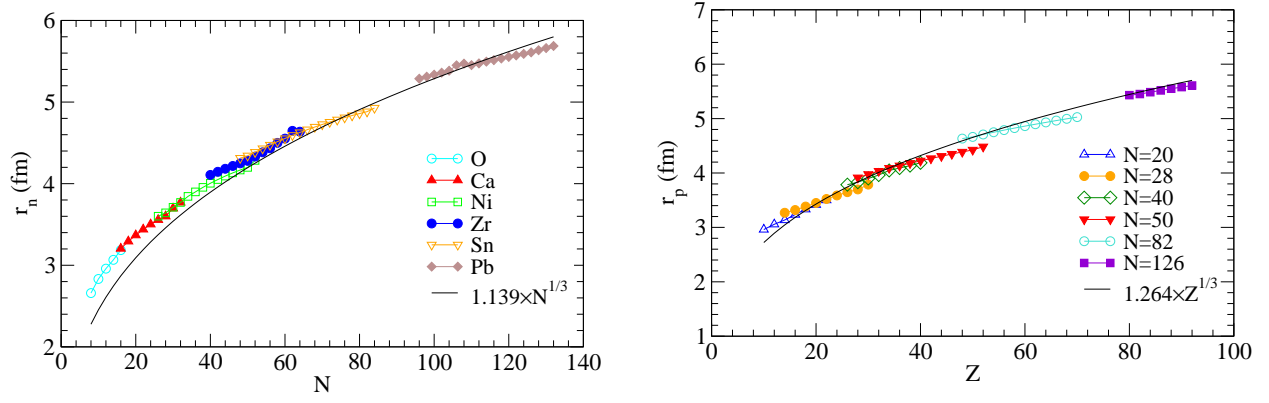 6
5
4
3
2
r_n (fm)
0 20 40 60 80 100 120 140
N
O
Ca
Ni
Zr
Sn
Pb
1.139×N^{1/3}
7
6
5
4
3
2
1
r_p (fm)
0 20 40 60 80 100
Z
N=20
N=28
N=40
N=50
N=82
N=126
1.264×Z^{1/3}